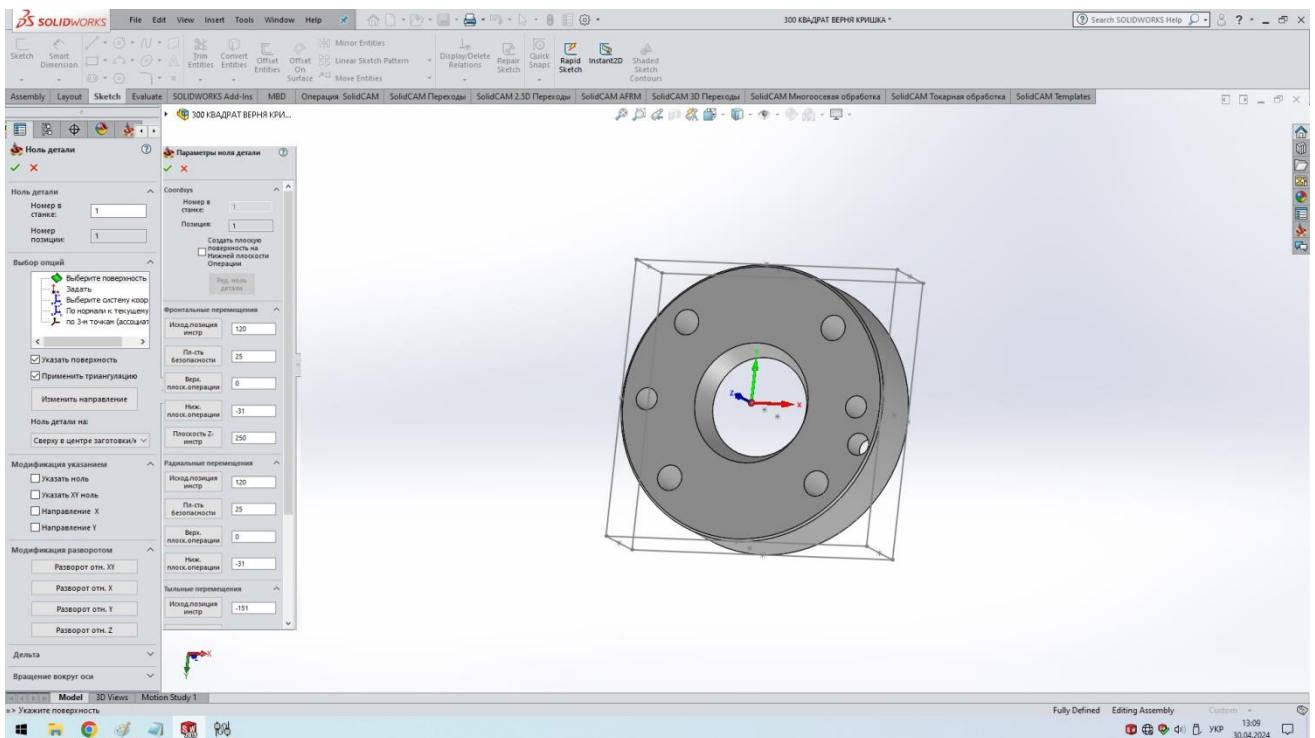 SOLIDWORKS File Edit View Insert Tools Window Help
300 КВАДРАТ ВЕРНЯ КРИШКА *
Search SOLIDWORKS Help
Sketch
Smart Dimension
Trim Entities
Convert Entities
Offset Entities
Offset On Surface
Mirror Entities
Linear Sketch Pattern
Move Entities
Display/Delete Relations
Repair Sketch
Quick Snaps
Rapid Sketch
Instant2D
Shaded Sketch Contours
Assembly Layout Sketch Evaluate SOLIDWORKS Add-Ins MBD Операция SolidCAM SolidCAM Переходы SolidCAM 2.5D Переходы SolidCAM AFRM SolidCAM 3D Переходы SolidCAM Многоосевая обработка SolidCAM Токарная обработка SolidCAM Templates
300 КВАДРАТ ВЕРНЯ КРИ...
Ноль детали
Ноль детали
Номер в
станке:
1
Номер
позиции:
1
Выбор опций
Выберите поверхность
Задать
Выберите систему коор
По нормали к текущему
по 3-м точкам (ассоциат
Указать поверхность
Применить триангуляцию
Изменить направление
Ноль детали на:
Сверху в центре заготовки/к
Модификация указанием
Указать ноль
Указать XY ноль
Направление X
Направление Y
Модификация разворотом
Разворот отн. XY
Разворот отн. X
Разворот отн. Y
Разворот отн. Z
Дельта
Вращение вокруг оси
Параметры ноля детали
Coordsys
Номер в
станке:
1
Позиция:
1
Создать плоскую
поверхность на
Нижней плоскости
Операции
Ред. ноль
детали
Фронтальные перемещения
Исход.позиция
инстр
120
Пл-сть
безопасности
25
Верх.
плоск.операции
0
Ниж.
плоск.операции
-31
Плоскость Z-
инстр
250
Радиальные перемещения
Исход.позиция
инстр
120
Пл-сть
безопасности
25
Верх.
плоск.операции
0
Ниж.
плоск.операции
-31
Тыльные перемещения
Исход.позиция
инстр
-151
Y
Z
X
X
Y
Model 3D Views Motion Study 1
=> Укажите поверхность
Fully Defined Editing Assembly Custom
УКР
13:09
30.04.2024